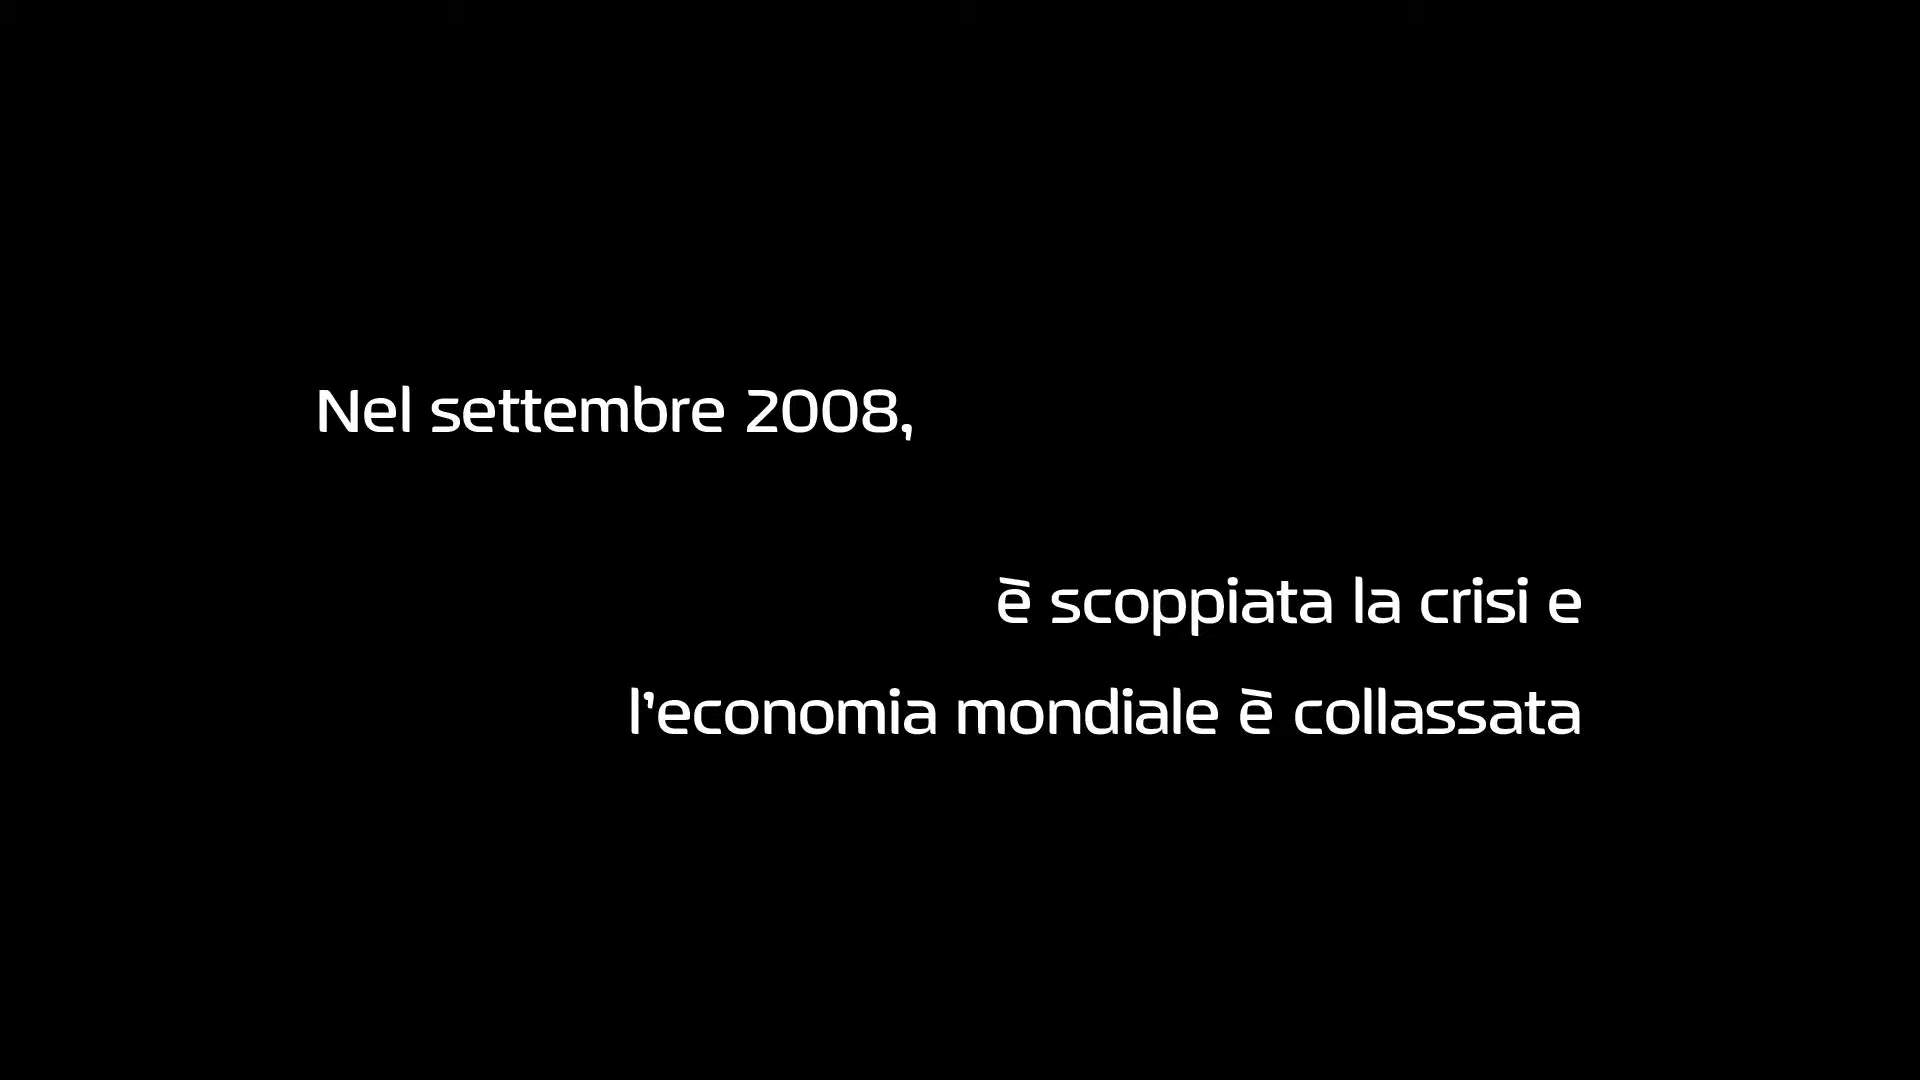 Nel settembre 2008,
è scoppiata la crisi e
l'economia mondiale è collassata